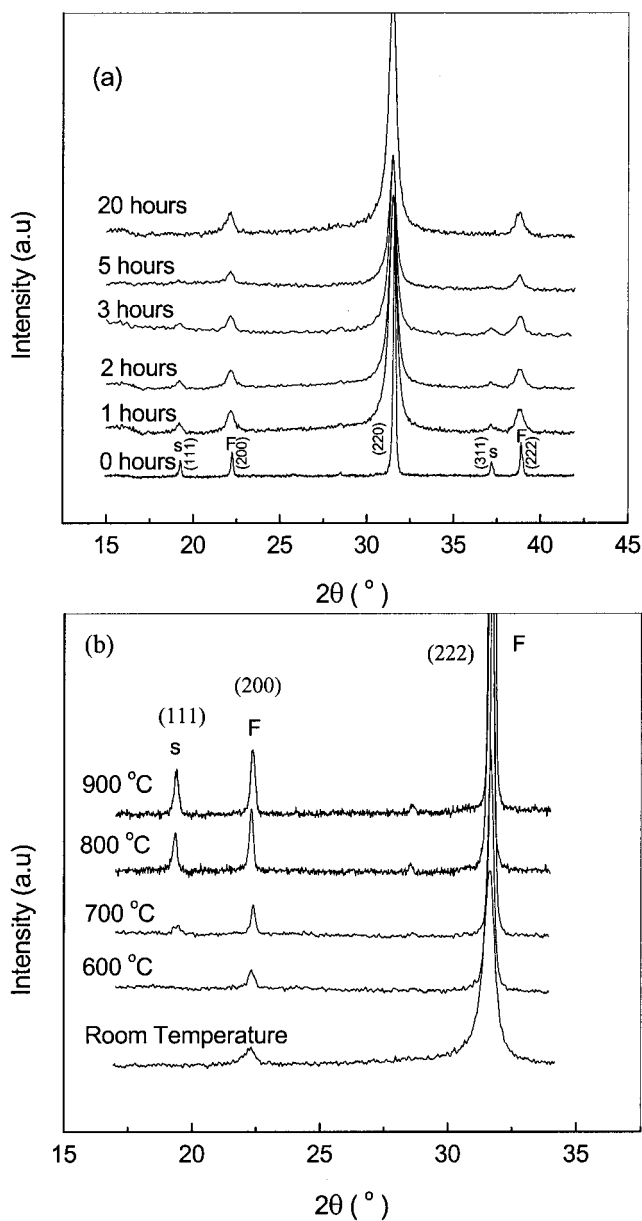 (a)
20 hours
5 hours
3 hours
2 hours
1 hours
0 hours
s
(111)
F
(200)
(220)
(311)
s
F
(222)
Intensity (a.u)
15 20 25 30 35 40 45
2θ ( ° )
(b)
(111)
s
(200)
F
(222)
F
900 °C
800 °C
700 °C
600 °C
Room Temperature
Intensity (a.u)
15 20 25 30 35
2θ ( ° )